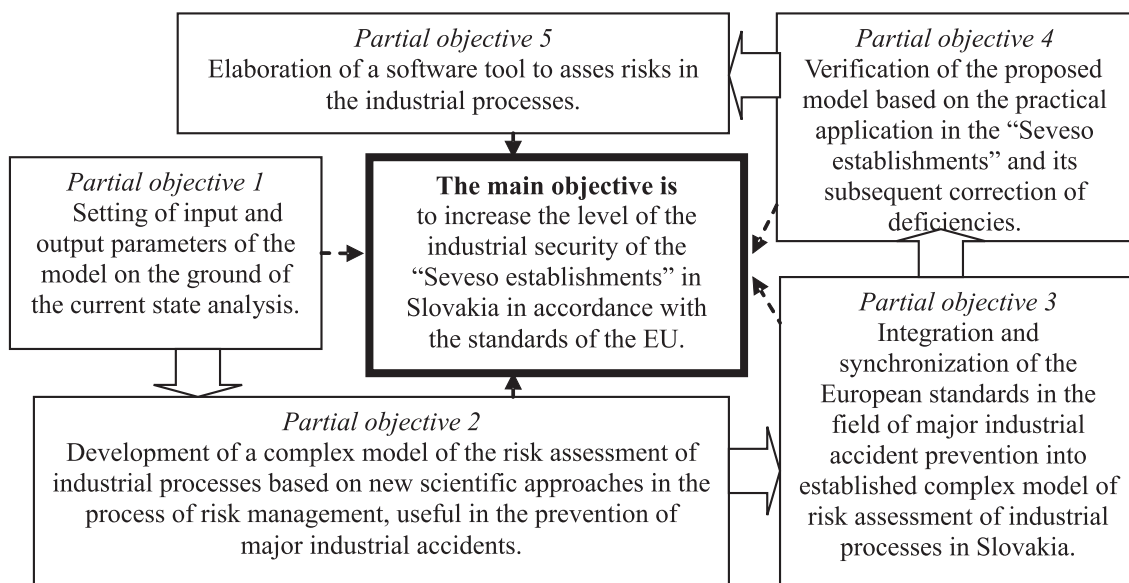 Partial objective 5
Elaboration of a software tool to asses risks in
the industrial processes.
Partial objective 4
Verification of the proposed
model based on the practical
application in the “Seveso
establishments” and its
subsequent correction of
deficiencies.
Partial objective 1
Setting of input and
output parameters of the
model on the ground of
the current state analysis.
The main objective is
to increase the level of the
industrial security of the
“Seveso establishments” in
Slovakia in accordance with
the standards of the EU.
Partial objective 3
Integration and
synchronization of the
European standards in the
field of major industrial
accident prevention into
established complex model of
risk assessment of industrial
processes in Slovakia.
Partial objective 2
Development of a complex model of the risk assessment of
industrial processes based on new scientific approaches in the
process of risk management, useful in the prevention of
major industrial accidents.